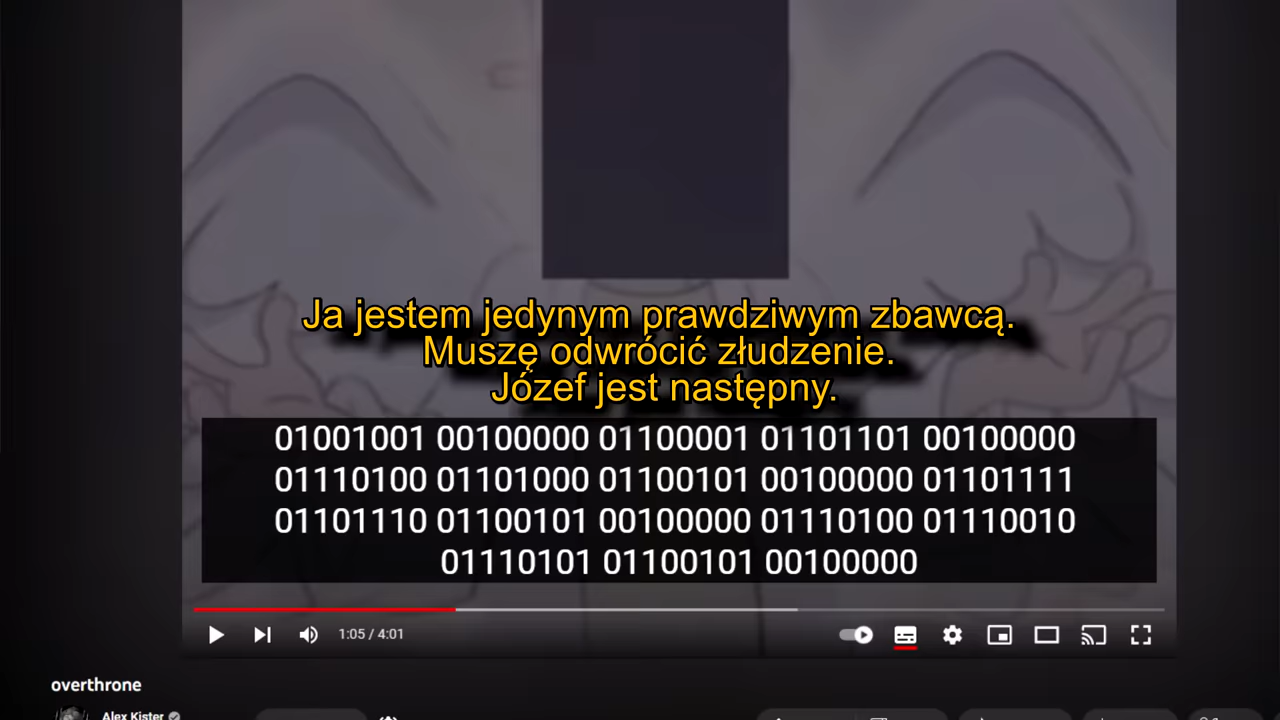 Ja jestem jedynym prawdziwym zbawcą.
Muszę odwrócić złudzenie.
Józef jest następny.
01001001 00100000 01100001 01101101 00100000
01110100 01101000 01100101 00100000 01101111
01101110 01100101 00100000 01110100 01110010
01110101 01100101 00100000
1:05 / 4:01
overthrone
Alex Kister